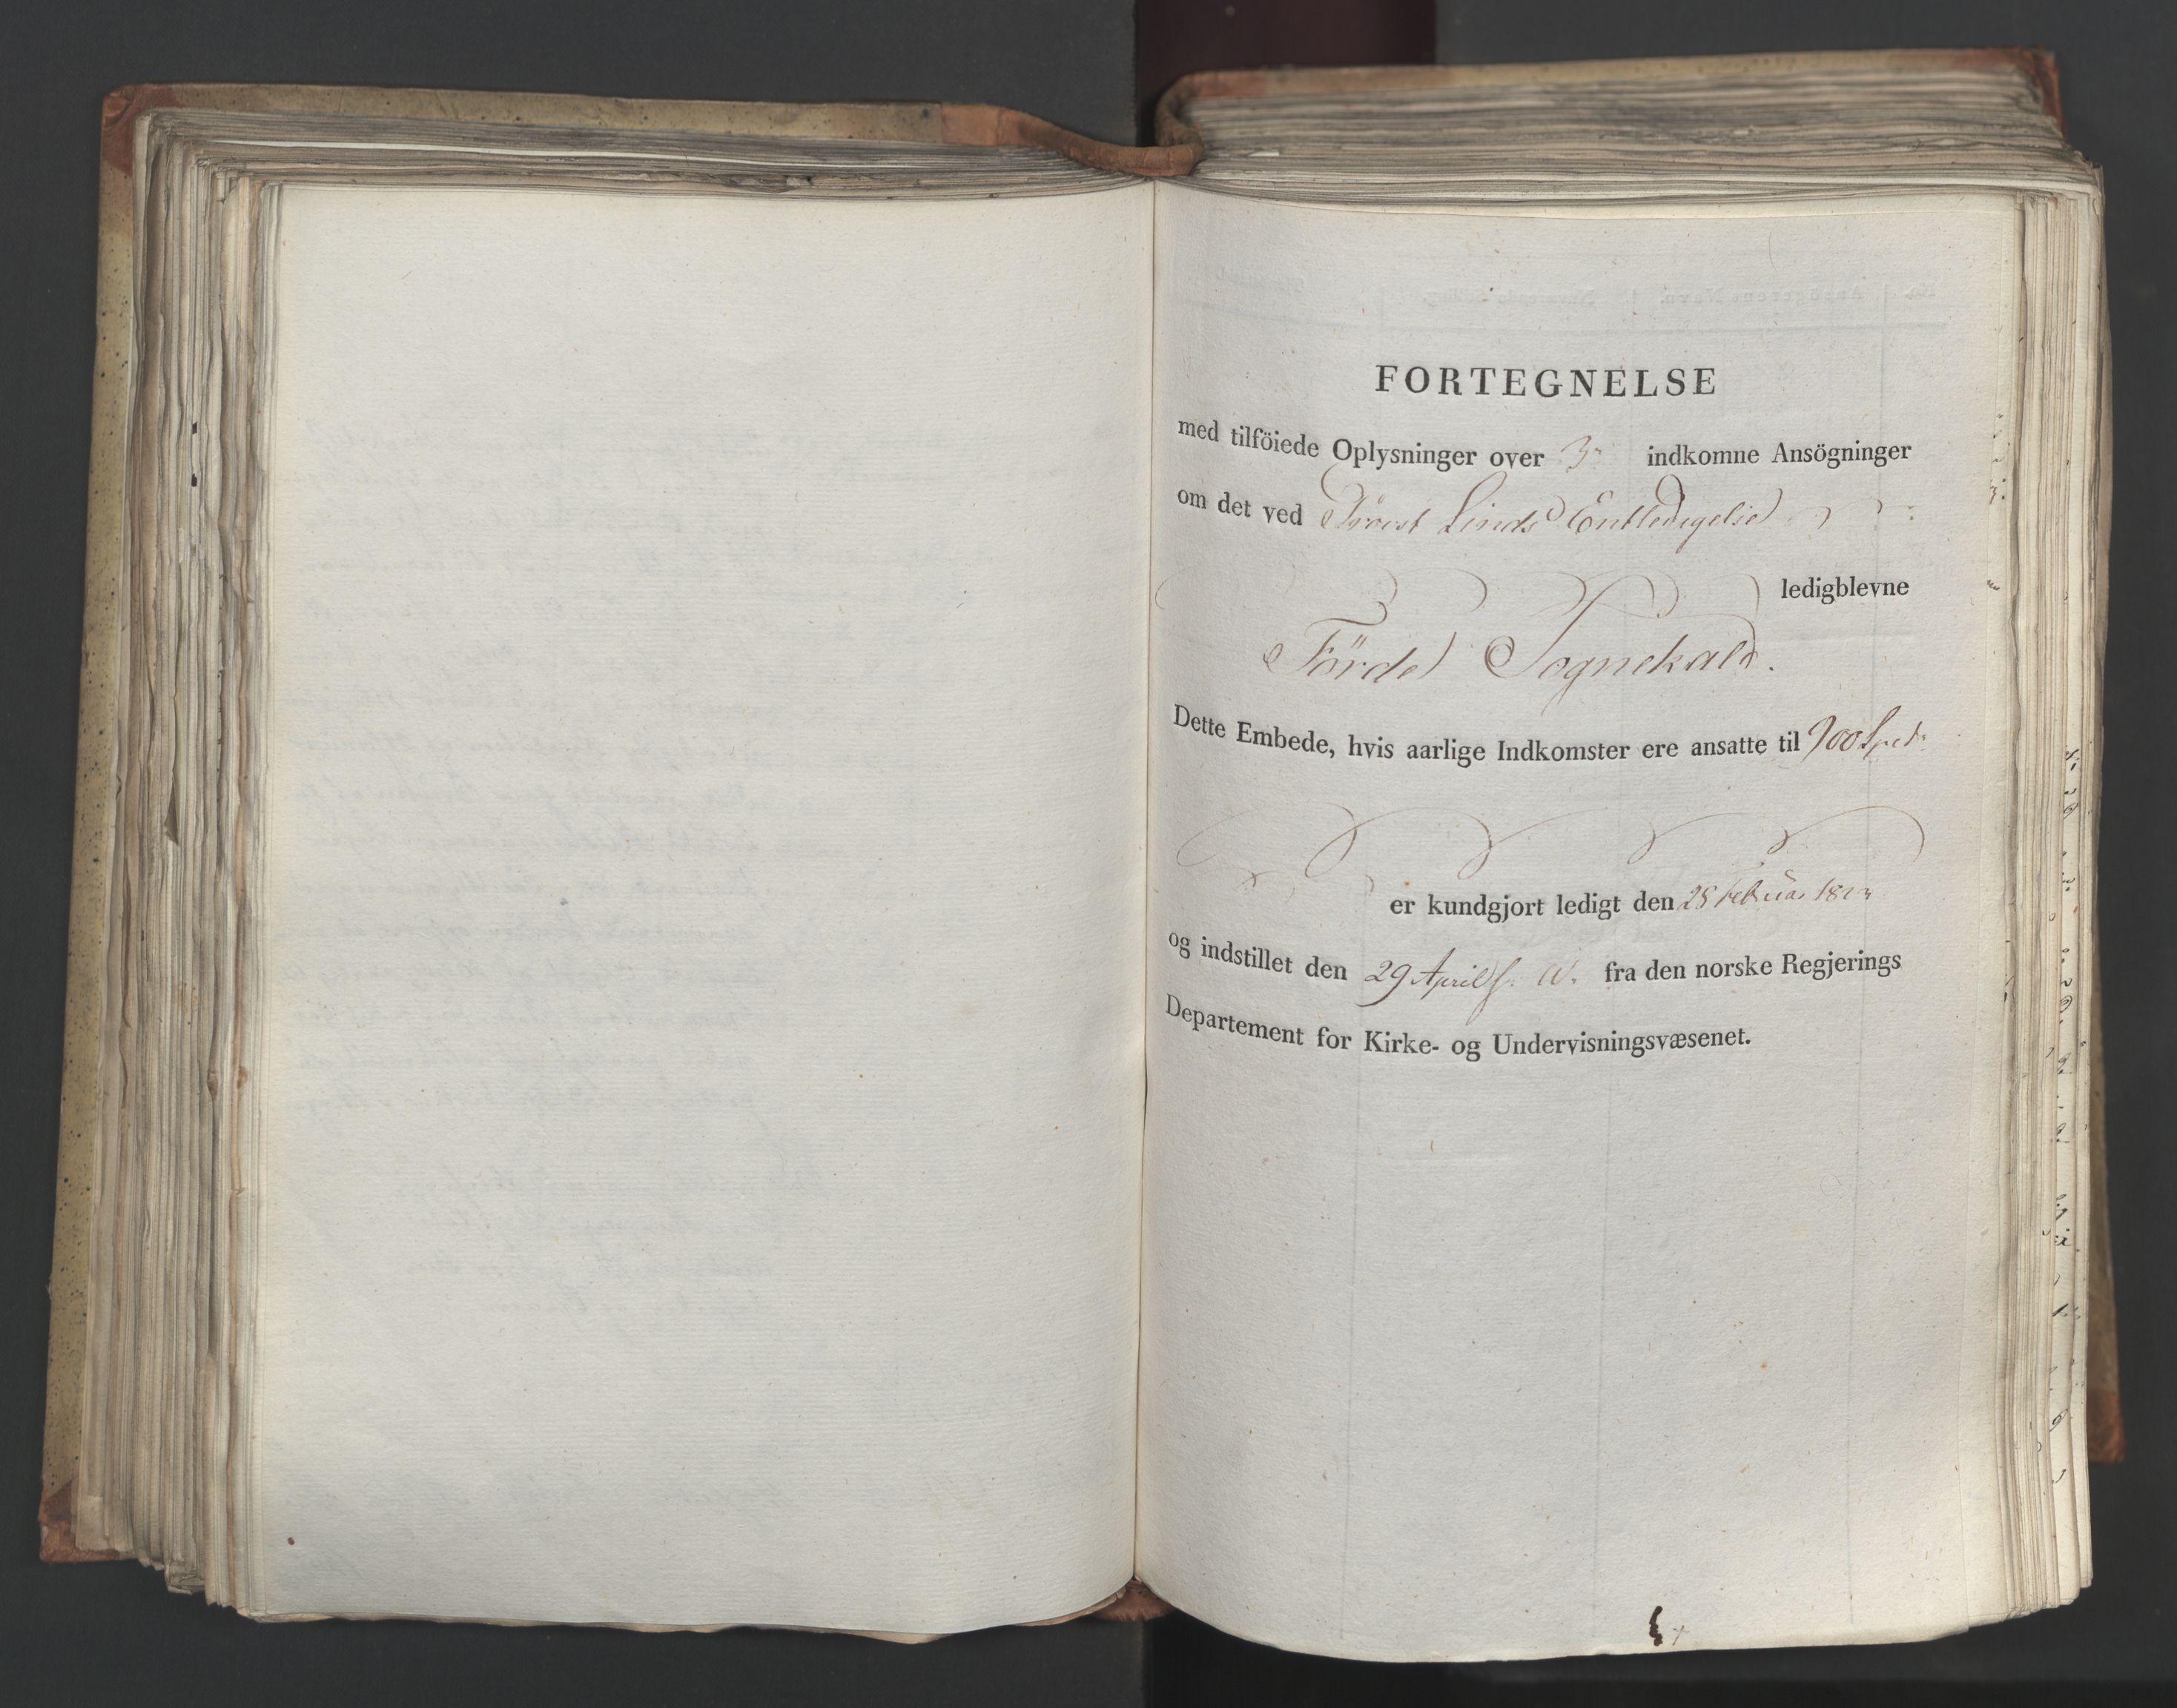 FORTEGNELSE
med tilföiede Oplysninger over 3 indkomne Ansögninger
om det ved Provst Linds Entledigelse
ledigblevne
Förde Sognekald.
Dette Embede, hvis aarlige Indkomster ere ansatte til 900 Spd.
er kundgjort ledigt den Februar
og indstillet den 29 April s. A. fra den norske Regjerings
Departement for Kirke- og Undervisningsvæsenet.